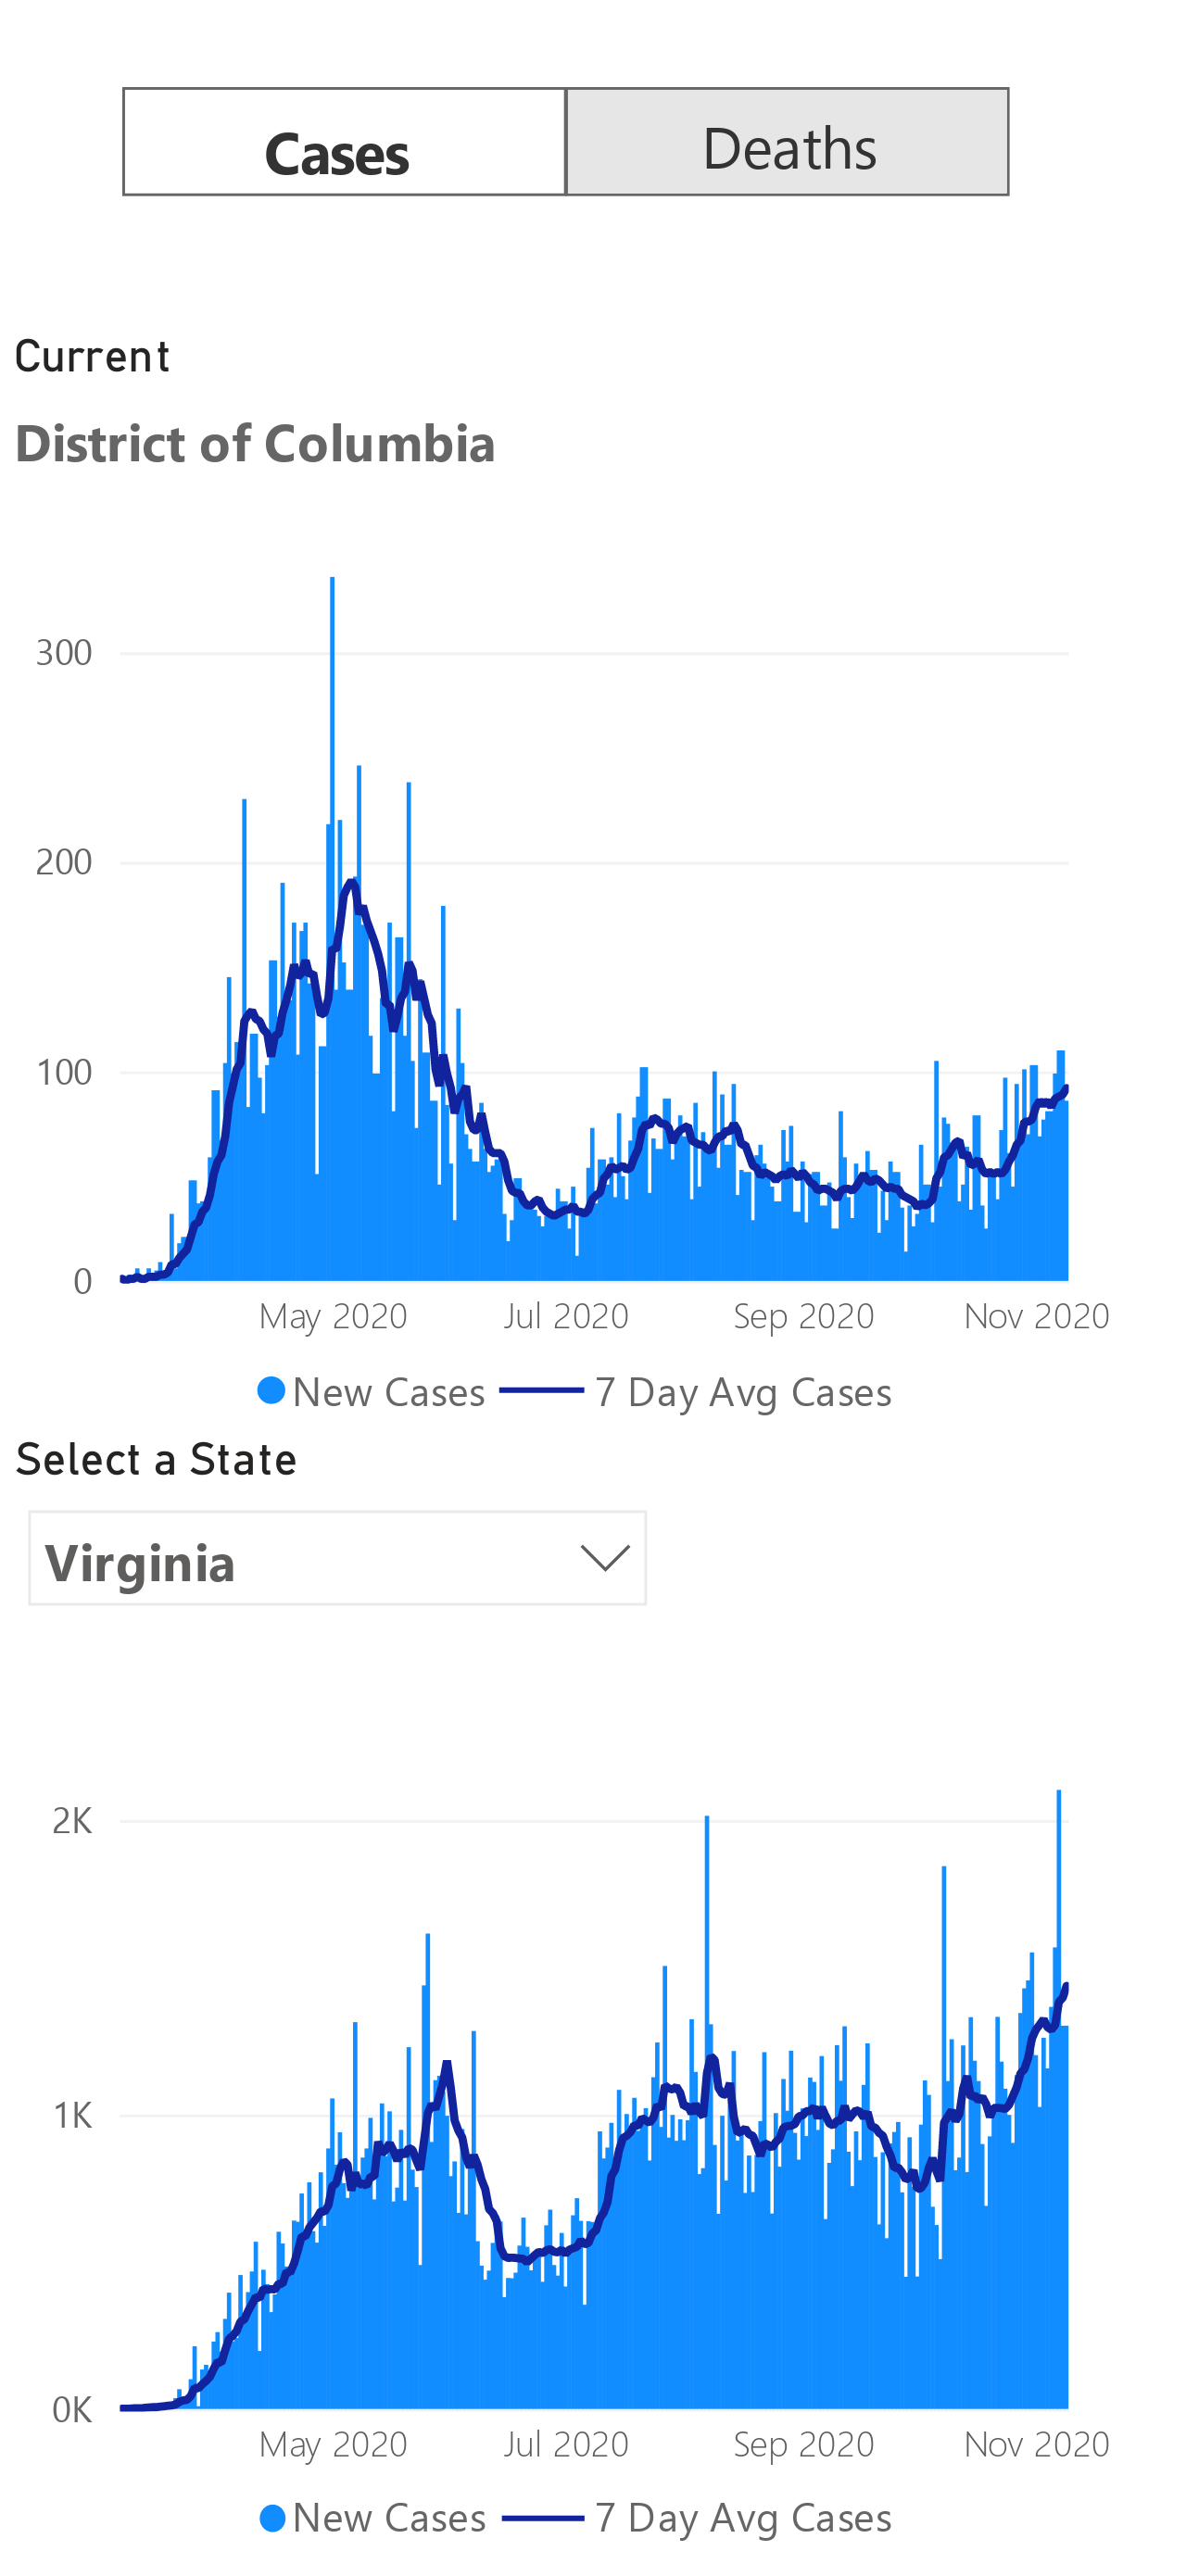 Cases Deaths
Current
District of Columbia
300
200
100
0
May 2020 Jul 2020 Sep 2020 Nov 2020
New Cases 7 Day Avg Cases
Select a State
Virginia
2K
1K
0K
May 2020 Jul 2020 Sep 2020 Nov 2020
New Cases 7 Day Avg Cases